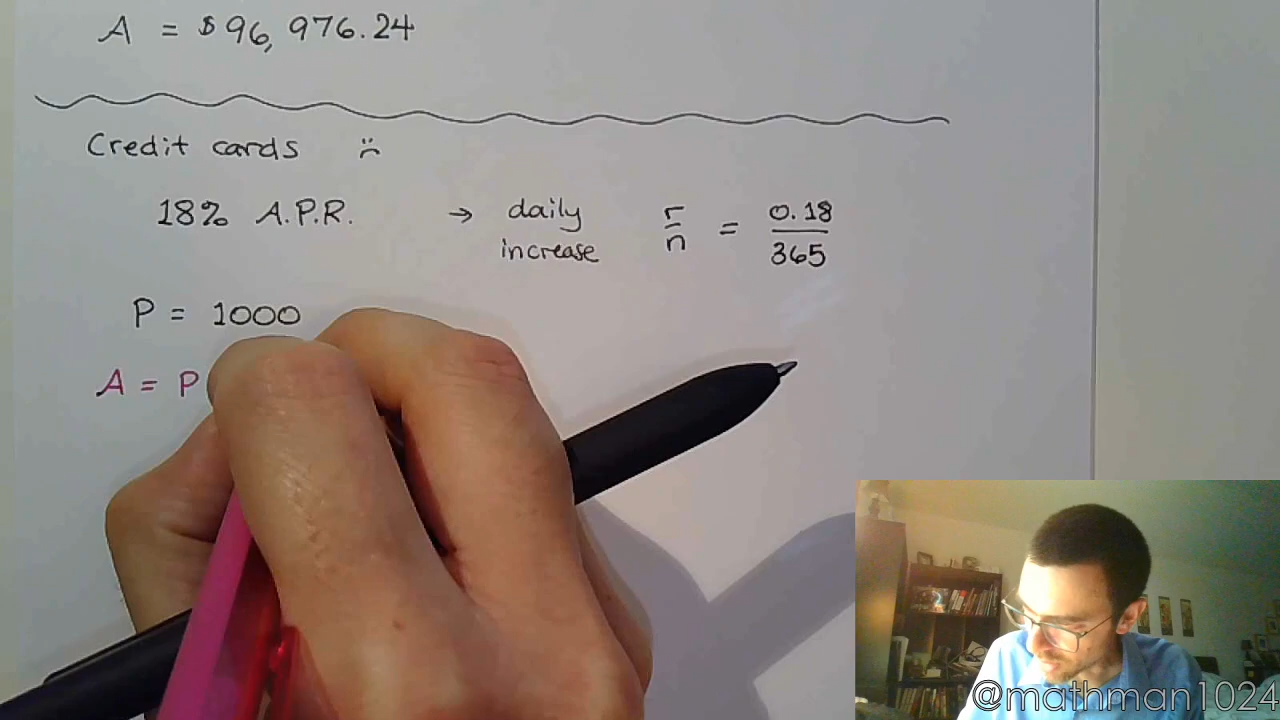 A = $96,976.24
Credit cards :(
18% A.P.R. → daily increase r/n = 0.18/365
P = 1000
A = P
@mathman1024